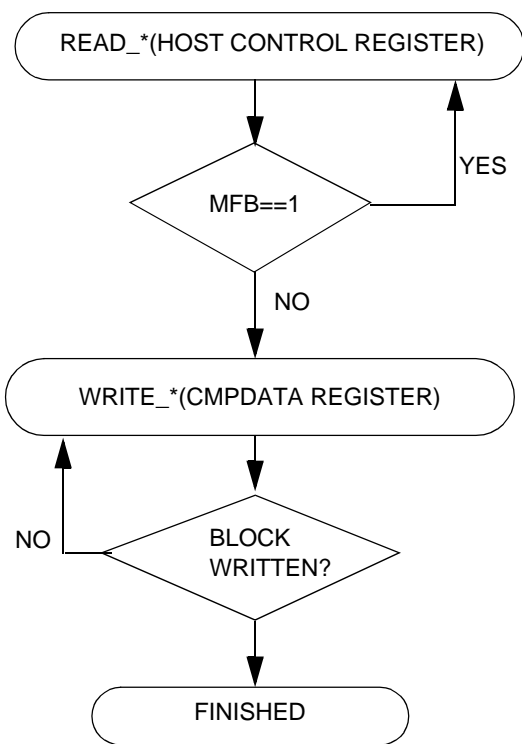 READ_*(HOST CONTROL REGISTER)
YES
MFB==1
NO
WRITE_*(CMPDATA REGISTER)
NO
BLOCK
WRITTEN?
FINISHED